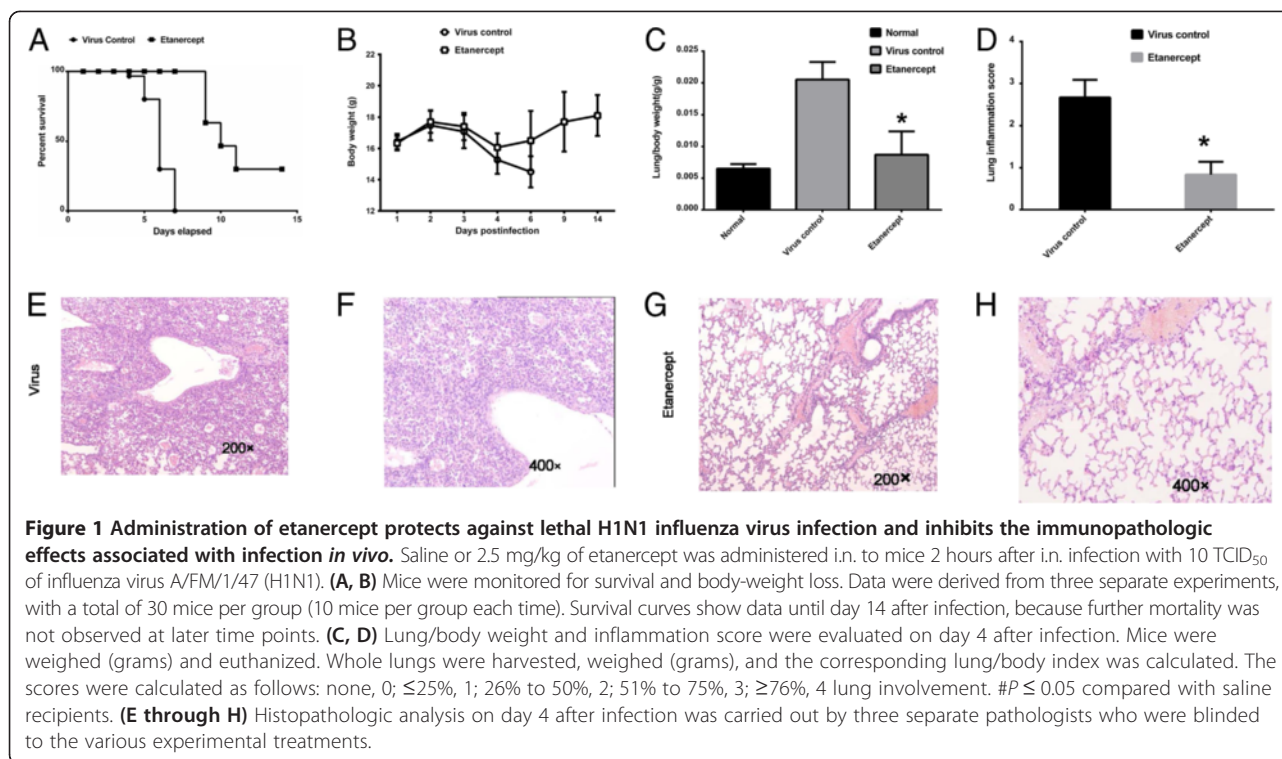 A
Virus Control Etanercept
Percent survival
100
50
0
0 5 10 15
Days elapsed
B
Virus control
Etanercept
Body weight (g)
22
20
18
16
14
12
1 2 3 4 6 9 14
Days postinfection
C
Normal
Virus control
Etanercept
Lung/body weight(g/g)
0.025
0.020
0.015
0.010
0.005
0.000
*
Normal
Virus control
Etanercept
D
Virus control
Etanercept
Lung inflammation score
4
3
2
1
0
*
Virus control
Etanercept
E
Virus
200×
F
400×
G
Etanercept
200×
H
400×
Figure 1 Administration of etanercept protects against lethal H1N1 influenza virus infection and inhibits the immunopathologic
effects associated with infection in vivo. Saline or 2.5 mg/kg of etanercept was administered i.n. to mice 2 hours after i.n. infection with 10 TCID50
of influenza virus A/FM/1/47 (H1N1). (A, B) Mice were monitored for survival and body-weight loss. Data were derived from three separate experiments,
with a total of 30 mice per group (10 mice per group each time). Survival curves show data until day 14 after infection, because further mortality was
not observed at later time points. (C, D) Lung/body weight and inflammation score were evaluated on day 4 after infection. Mice were
weighed (grams) and euthanized. Whole lungs were harvested, weighed (grams), and the corresponding lung/body index was calculated. The
scores were calculated as follows: none, 0; ≤25%, 1; 26% to 50%, 2; 51% to 75%, 3; ≥76%, 4 lung involvement. #P ≤ 0.05 compared with saline
recipients. (E through H) Histopathologic analysis on day 4 after infection was carried out by three separate pathologists who were blinded
to the various experimental treatments.